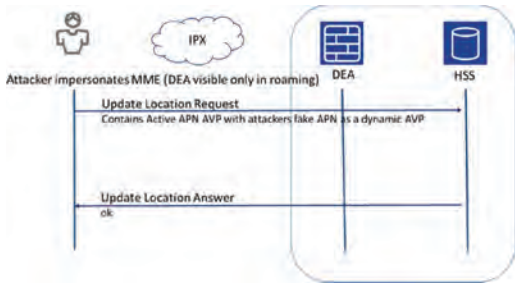 IPX
Attacker impersonates MME (DEA visible only in roaming)
DEA
HSS
Update Location Request
Contains Active APN AVP with attackers fake APN as a dynamic AVP
Update Location Answer
ok